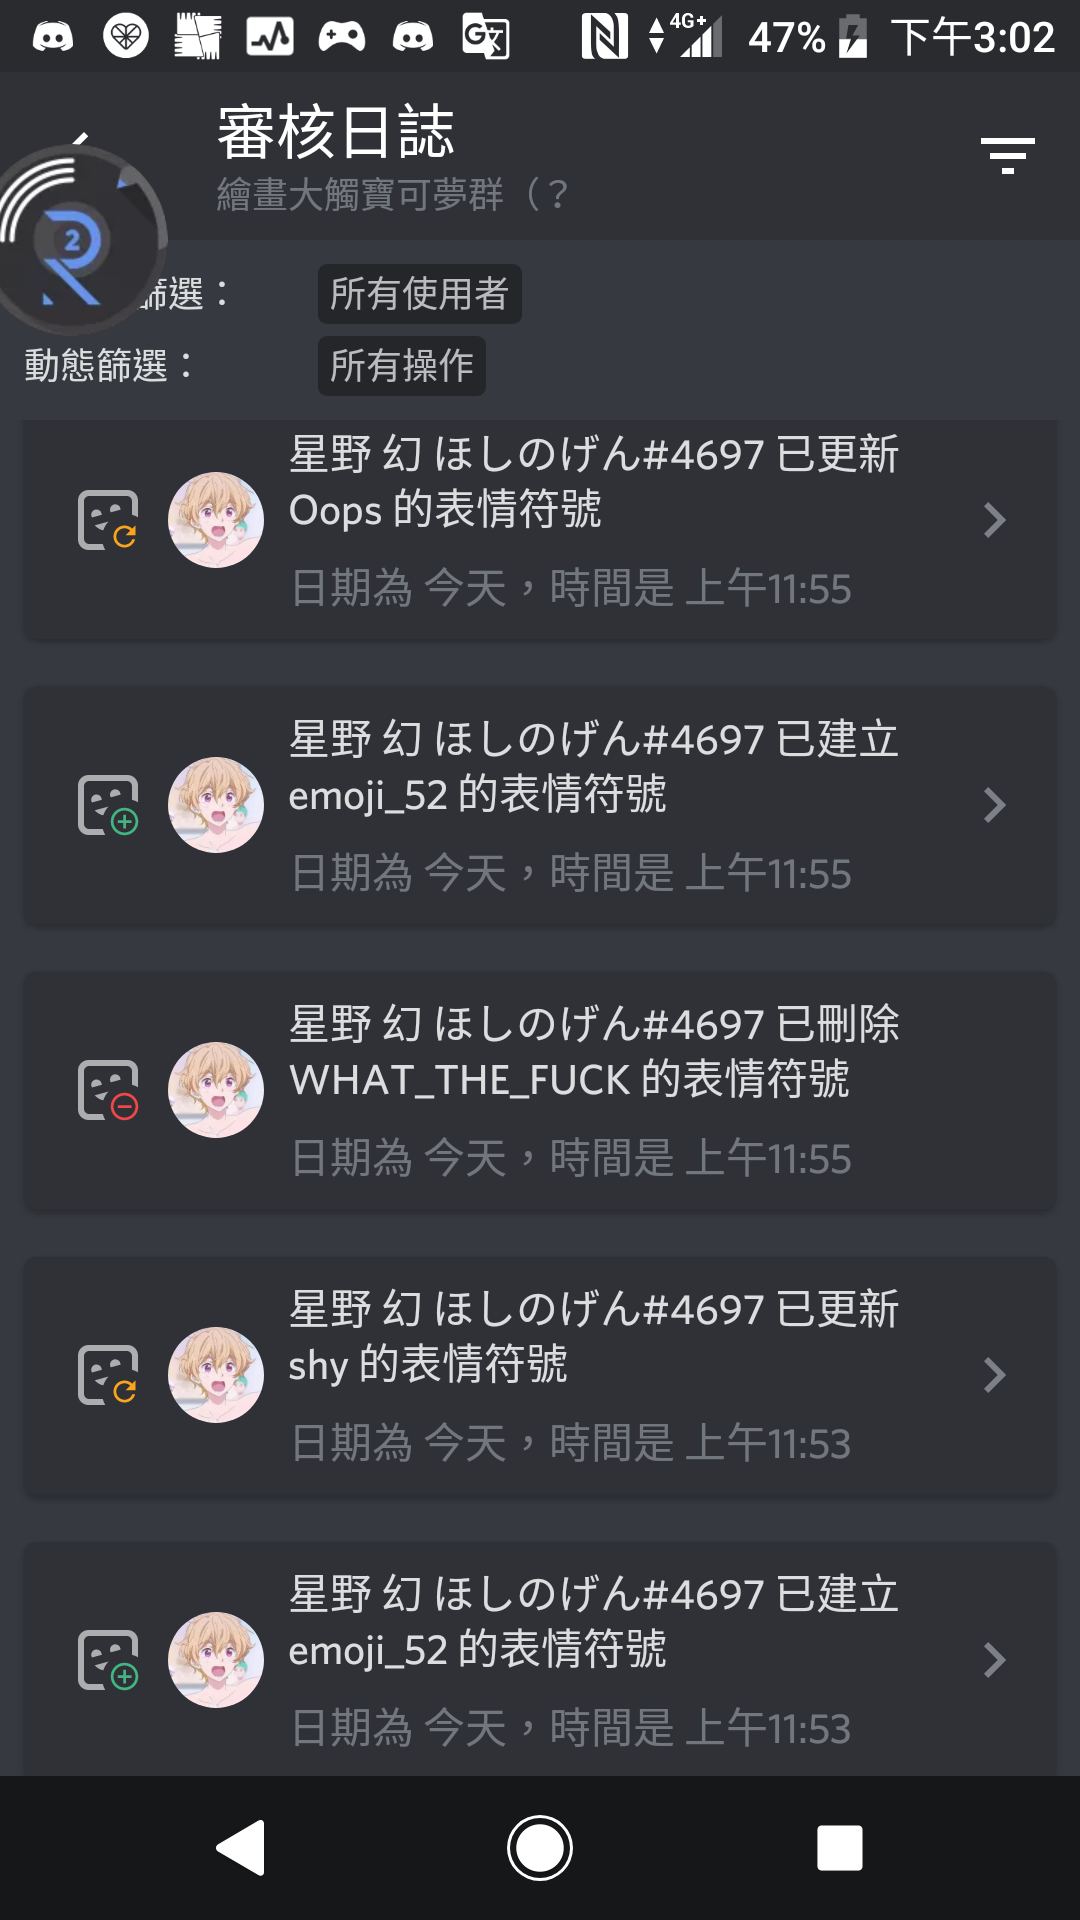 4G+ 47% 下午3:02
審核日誌
繪畫大觸寶可夢群（？
篩選：
所有使用者
動態篩選：
所有操作
星野 幻 ほしのげん#4697 已更新
Oops 的表情符號
日期為 今天，時間是 上午11:55
星野 幻 ほしのげん#4697 已建立
emoji_52 的表情符號
日期為 今天，時間是 上午11:55
星野 幻 ほしのげん#4697 已刪除
WHAT_THE_FUCK 的表情符號
日期為 今天，時間是 上午11:55
星野 幻 ほしのげん#4697 已更新
shy 的表情符號
日期為 今天，時間是 上午11:53
星野 幻 ほしのげん#4697 已建立
emoji_52 的表情符號
日期為 今天，時間是 上午11:53